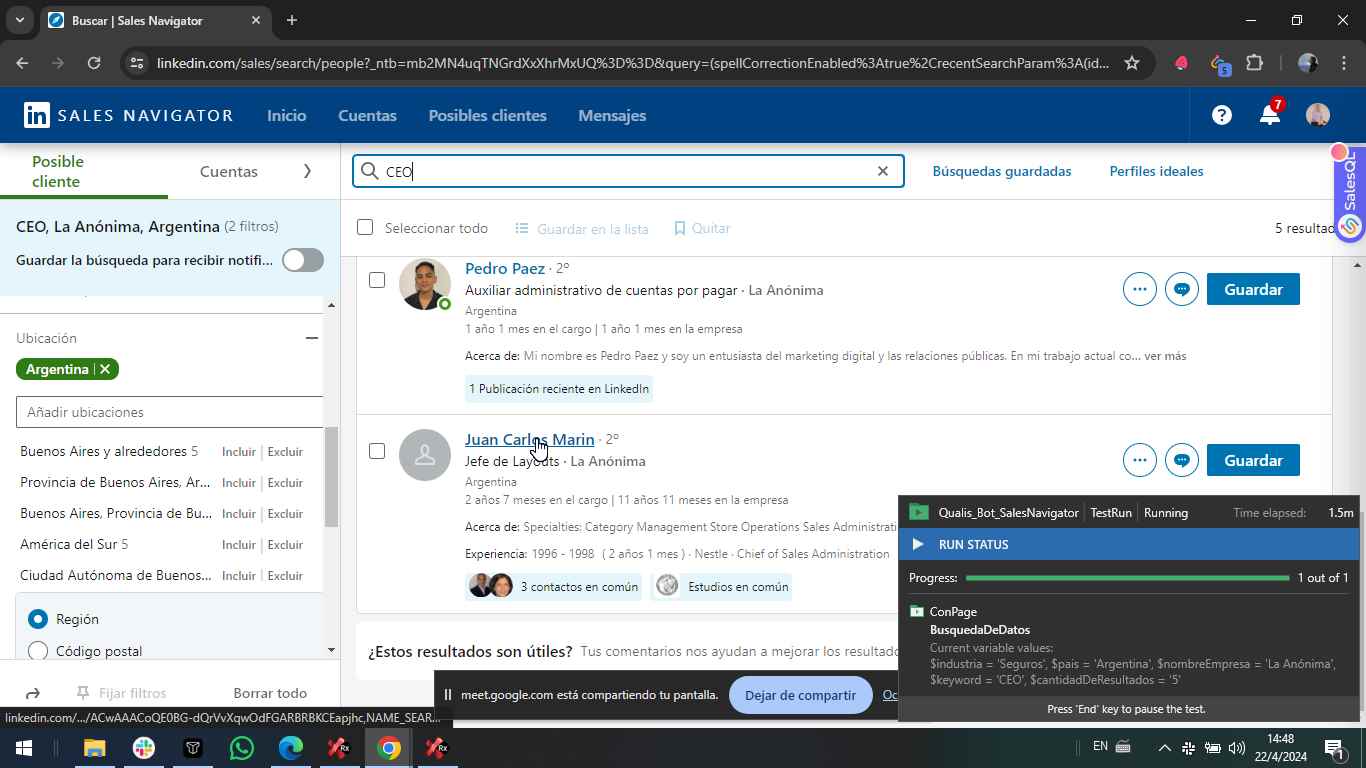 Buscar | Sales Navigator
linkedin.com/sales/search/people?_ntb=mb2MN4uqTNGrdXxXhrMxUQ%3D%3D&query=(spellCorrectionEnabled%3Atrue%2CrecentSearchParam%3A(id...
5
in SALES NAVIGATOR
Inicio
Cuentas
Posibles clientes
Mensajes
7
Posible cliente
Cuentas
CEO
Búsquedas guardadas
Perfiles ideales
SalesQL
CEO, La Anónima, Argentina (2 filtros)
Guardar la búsqueda para recibir notifi...
Seleccionar todo
Guardar en la lista
Quitar
5 resultad
Ubicación
Argentina
Añadir ubicaciones
Buenos Aires y alrededores 5 Incluir | Excluir
Provincia de Buenos Aires, Ar... Incluir | Excluir
Buenos Aires, Provincia de Bu... Incluir | Excluir
América del Sur 5 Incluir | Excluir
Ciudad Autónoma de Buenos... Incluir | Excluir
Región
Código postal
Fijar filtros
Borrar todo
Pedro Paez · 2º
Auxiliar administrativo de cuentas por pagar · La Anónima
Argentina
1 año 1 mes en el cargo | 1 año 1 mes en la empresa
Acerca de: Mi nombre es Pedro Paez y soy un entusiasta del marketing digital y las relaciones públicas. En mi trabajo actual co... ver más
1 Publicación reciente en LinkedIn
Guardar
Juan Carlos Marin · 2º
Jefe de Layouts · La Anónima
Argentina
2 años 7 meses en el cargo | 11 años 11 meses en la empresa
Acerca de: Specialties: Category Management Store Operations Sales Administrati
Experiencia: 1996 - 1998 ( 2 años 1 mes ) · Nestle · Chief of Sales Administration
3 contactos en común
Estudios en común
Guardar
¿Estos resultados son útiles? Tus comentarios nos ayudan a mejorar los resultado
meet.google.com está compartiendo tu pantalla.
Dejar de compartir
Oc
Qualis_Bot_SalesNavigator | TestRun | Running
Time elapsed: 1.5m
RUN STATUS
Progress: 1 out of 1
ConPage
BusquedaDeDatos
Current variable values:
$industria = 'Seguros', $pais = 'Argentina', $nombreEmpresa = 'La Anónima',
$keyword = 'CEO', $cantidadDeResultados = '5'
Press 'End' key to pause the test.
linkedin.com/.../ACwAAACoQE0BG-dQrVvXqwOdFGARBRBKCEapjhc,NAME_SEAR...
Rx
Rx
EN
14:48
22/4/2024
1